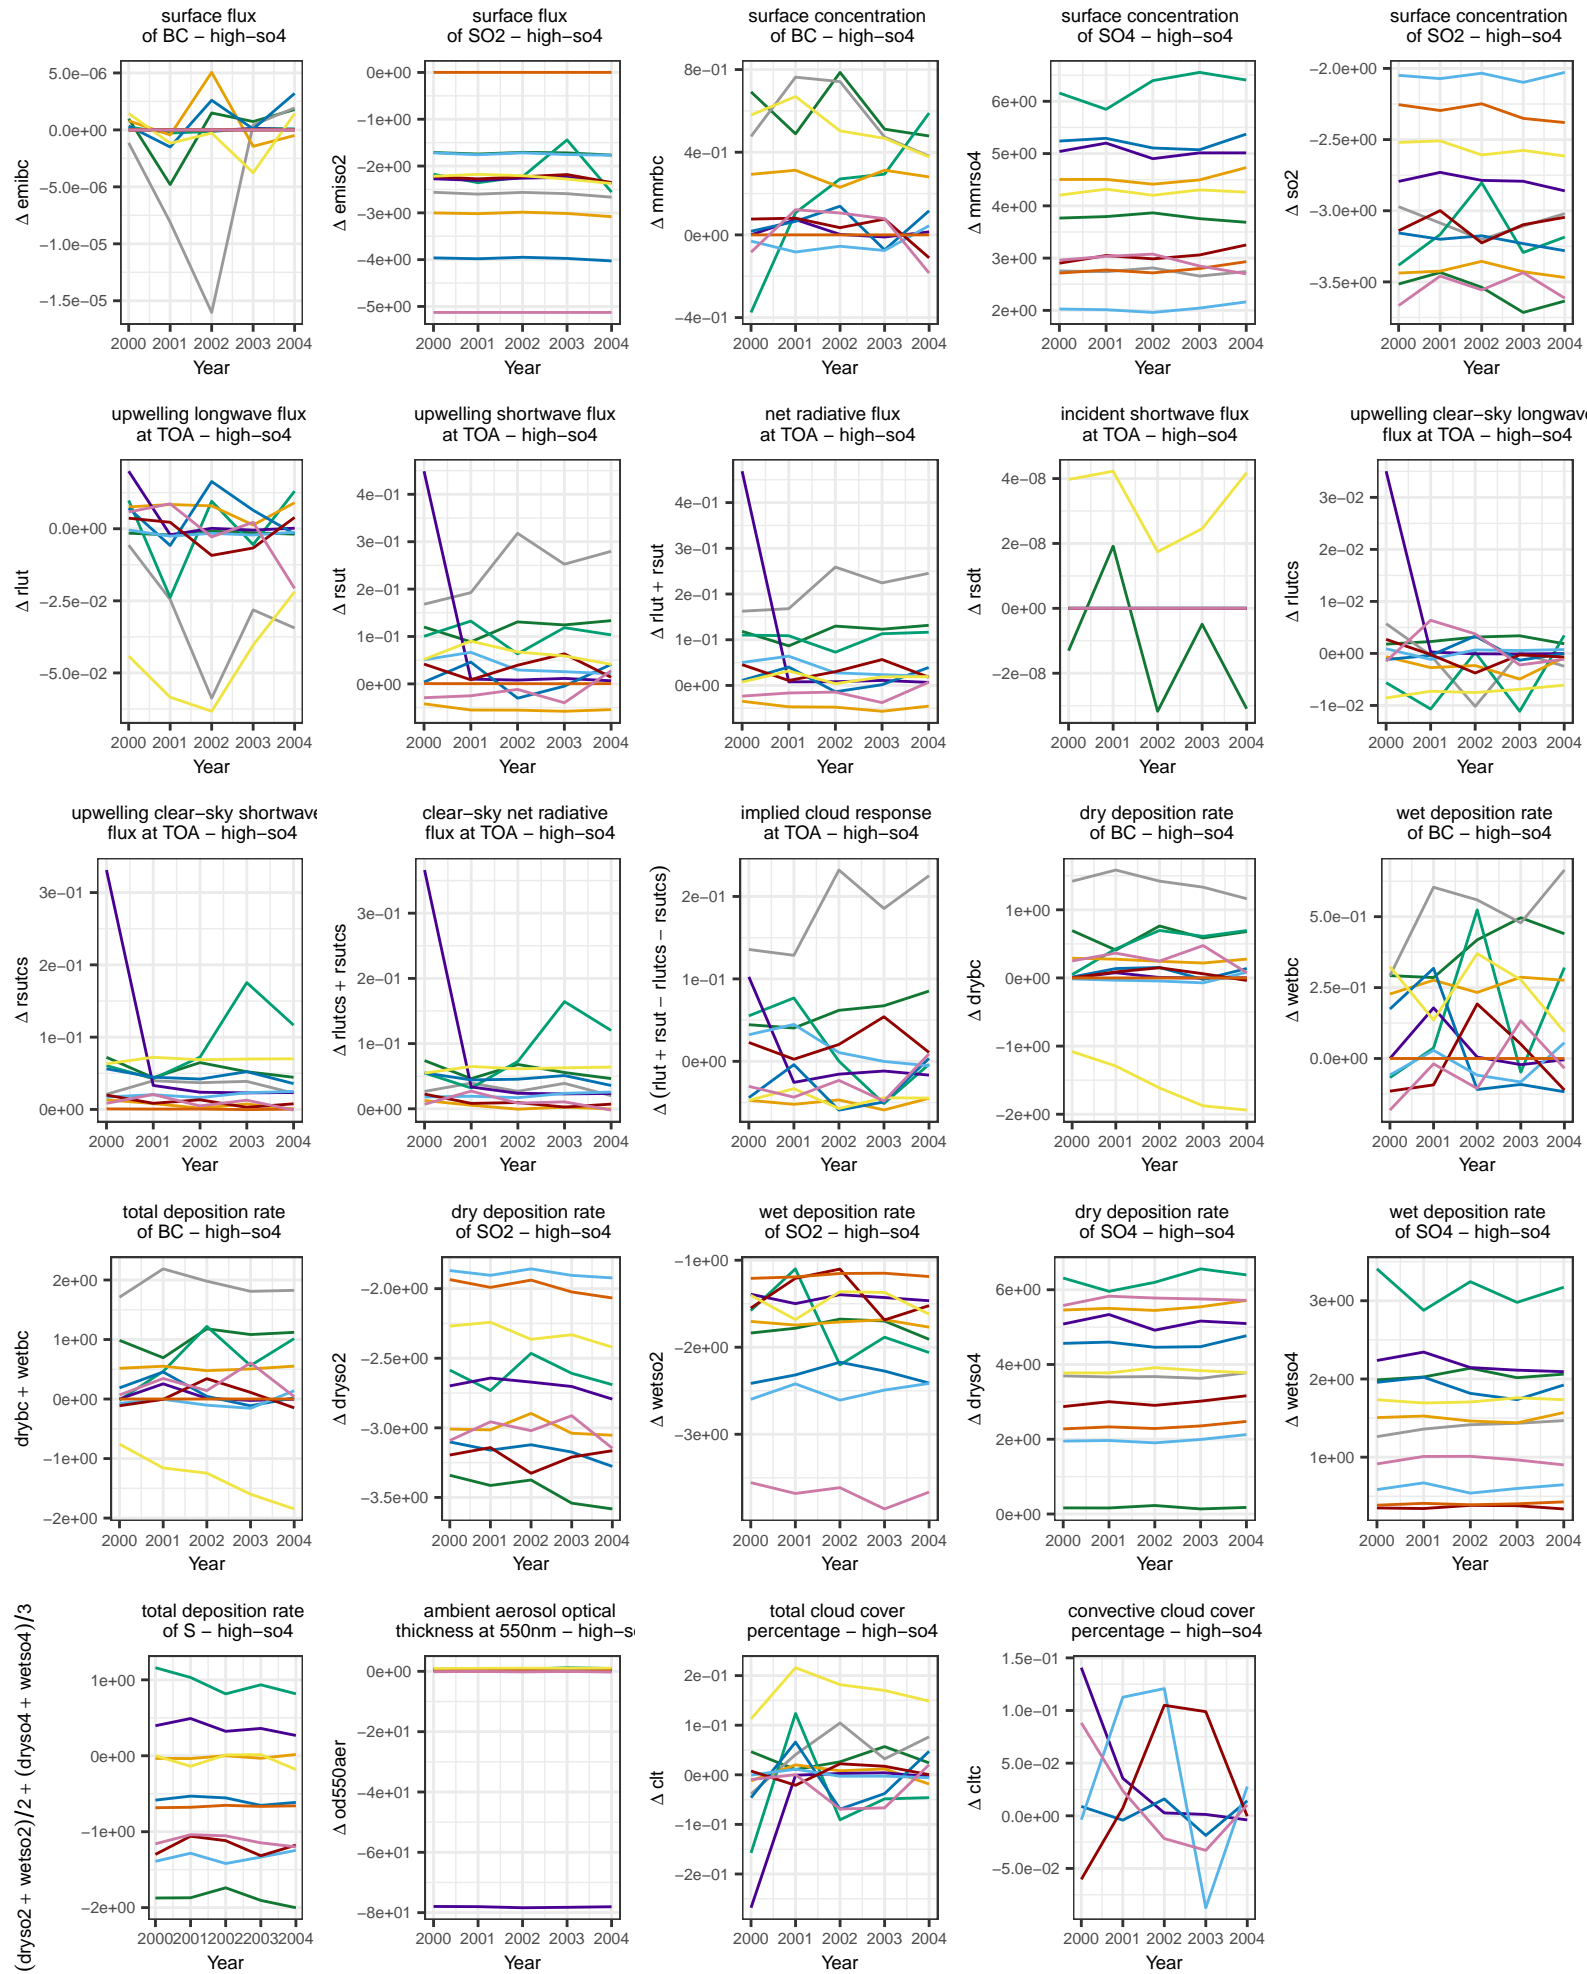 surface flux
of BC − high−so4
surface flux
of SO2 − high−so4
surface concentration
of BC − high−so4
surface concentration
of SO4 − high−so4
surface concentration
of SO2 − high−so4
Δ emibc
5.0e−06
0.0e+00
−5.0e−06
−1.0e−05
−1.5e−05
2000 2001 2002 2003 2004
Year
Δ emiso2
0e+00
−1e+00
−2e+00
−3e+00
−4e+00
−5e+00
2000 2001 2002 2003 2004
Year
Δ mmrbc
8e−01
4e−01
0e+00
−4e−01
2000 2001 2002 2003 2004
Year
Δ mmrso4
6e+00
5e+00
4e+00
3e+00
2e+00
2000 2001 2002 2003 2004
Year
Δ so2
−2.0e+00
−2.5e+00
−3.0e+00
−3.5e+00
2000 2001 2002 2003 2004
Year
upwelling longwave flux
at TOA − high−so4
upwelling shortwave flux
at TOA − high−so4
net radiative flux
at TOA − high−so4
incident shortwave flux
at TOA − high−so4
upwelling clear−sky longwave
flux at TOA − high−so4
Δ rlut
0.0e+00
−2.5e−02
−5.0e−02
2000 2001 2002 2003 2004
Year
Δ rsut
4e−01
3e−01
2e−01
1e−01
0e+00
2000 2001 2002 2003 2004
Year
Δ rlut + rsut
4e−01
3e−01
2e−01
1e−01
0e+00
2000 2001 2002 2003 2004
Year
Δ rsdt
4e−08
2e−08
0e+00
−2e−08
2000 2001 2002 2003 2004
Year
Δ rlutcs
3e−02
2e−02
1e−02
0e+00
−1e−02
2000 2001 2002 2003 2004
Year
upwelling clear−sky shortwave
flux at TOA − high−so4
clear−sky net radiative
flux at TOA − high−so4
implied cloud response
at TOA − high−so4
dry deposition rate
of BC − high−so4
wet deposition rate
of BC − high−so4
Δ rsutcs
3e−01
2e−01
1e−01
0e+00
2000 2001 2002 2003 2004
Year
Δ rlutcs + rsutcs
3e−01
2e−01
1e−01
0e+00
2000 2001 2002 2003 2004
Year
Δ (rlut + rsut − rlutcs − rsutcs)
2e−01
1e−01
0e+00
2000 2001 2002 2003 2004
Year
Δ drybc
1e+00
0e+00
−1e+00
−2e+00
2000 2001 2002 2003 2004
Year
Δ wetbc
5.0e−01
2.5e−01
0.0e+00
2000 2001 2002 2003 2004
Year
total deposition rate
of BC − high−so4
dry deposition rate
of SO2 − high−so4
wet deposition rate
of SO2 − high−so4
dry deposition rate
of SO4 − high−so4
wet deposition rate
of SO4 − high−so4
drybc + wetbc
2e+00
1e+00
0e+00
−1e+00
−2e+00
2000 2001 2002 2003 2004
Year
Δ dryso2
−2.0e+00
−2.5e+00
−3.0e+00
−3.5e+00
2000 2001 2002 2003 2004
Year
Δ wetso2
−1e+00
−2e+00
−3e+00
2000 2001 2002 2003 2004
Year
Δ dryso4
6e+00
4e+00
2e+00
0e+00
2000 2001 2002 2003 2004
Year
Δ wetso4
3e+00
2e+00
1e+00
2000 2001 2002 2003 2004
Year
total deposition rate
of S − high−so4
ambient aerosol optical
thickness at 550nm − high−s
total cloud cover
percentage − high−so4
convective cloud cover
percentage − high−so4
(dryso2 + wetso2)/2 + (dryso4 + wetso4)/3
1e+00
0e+00
−1e+00
−2e+00
2000 2001 2002 2003 2004
Year
Δ od550aer
0e+00
−2e+01
−4e+01
−6e+01
−8e+01
2000 2001 2002 2003 2004
Year
Δ clt
2e−01
1e−01
0e+00
−1e−01
−2e−01
2000 2001 2002 2003 2004
Year
Δ cltc
1.5e−01
1.0e−01
5.0e−02
0.0e+00
−5.0e−02
2000 2001 2002 2003 2004
Year